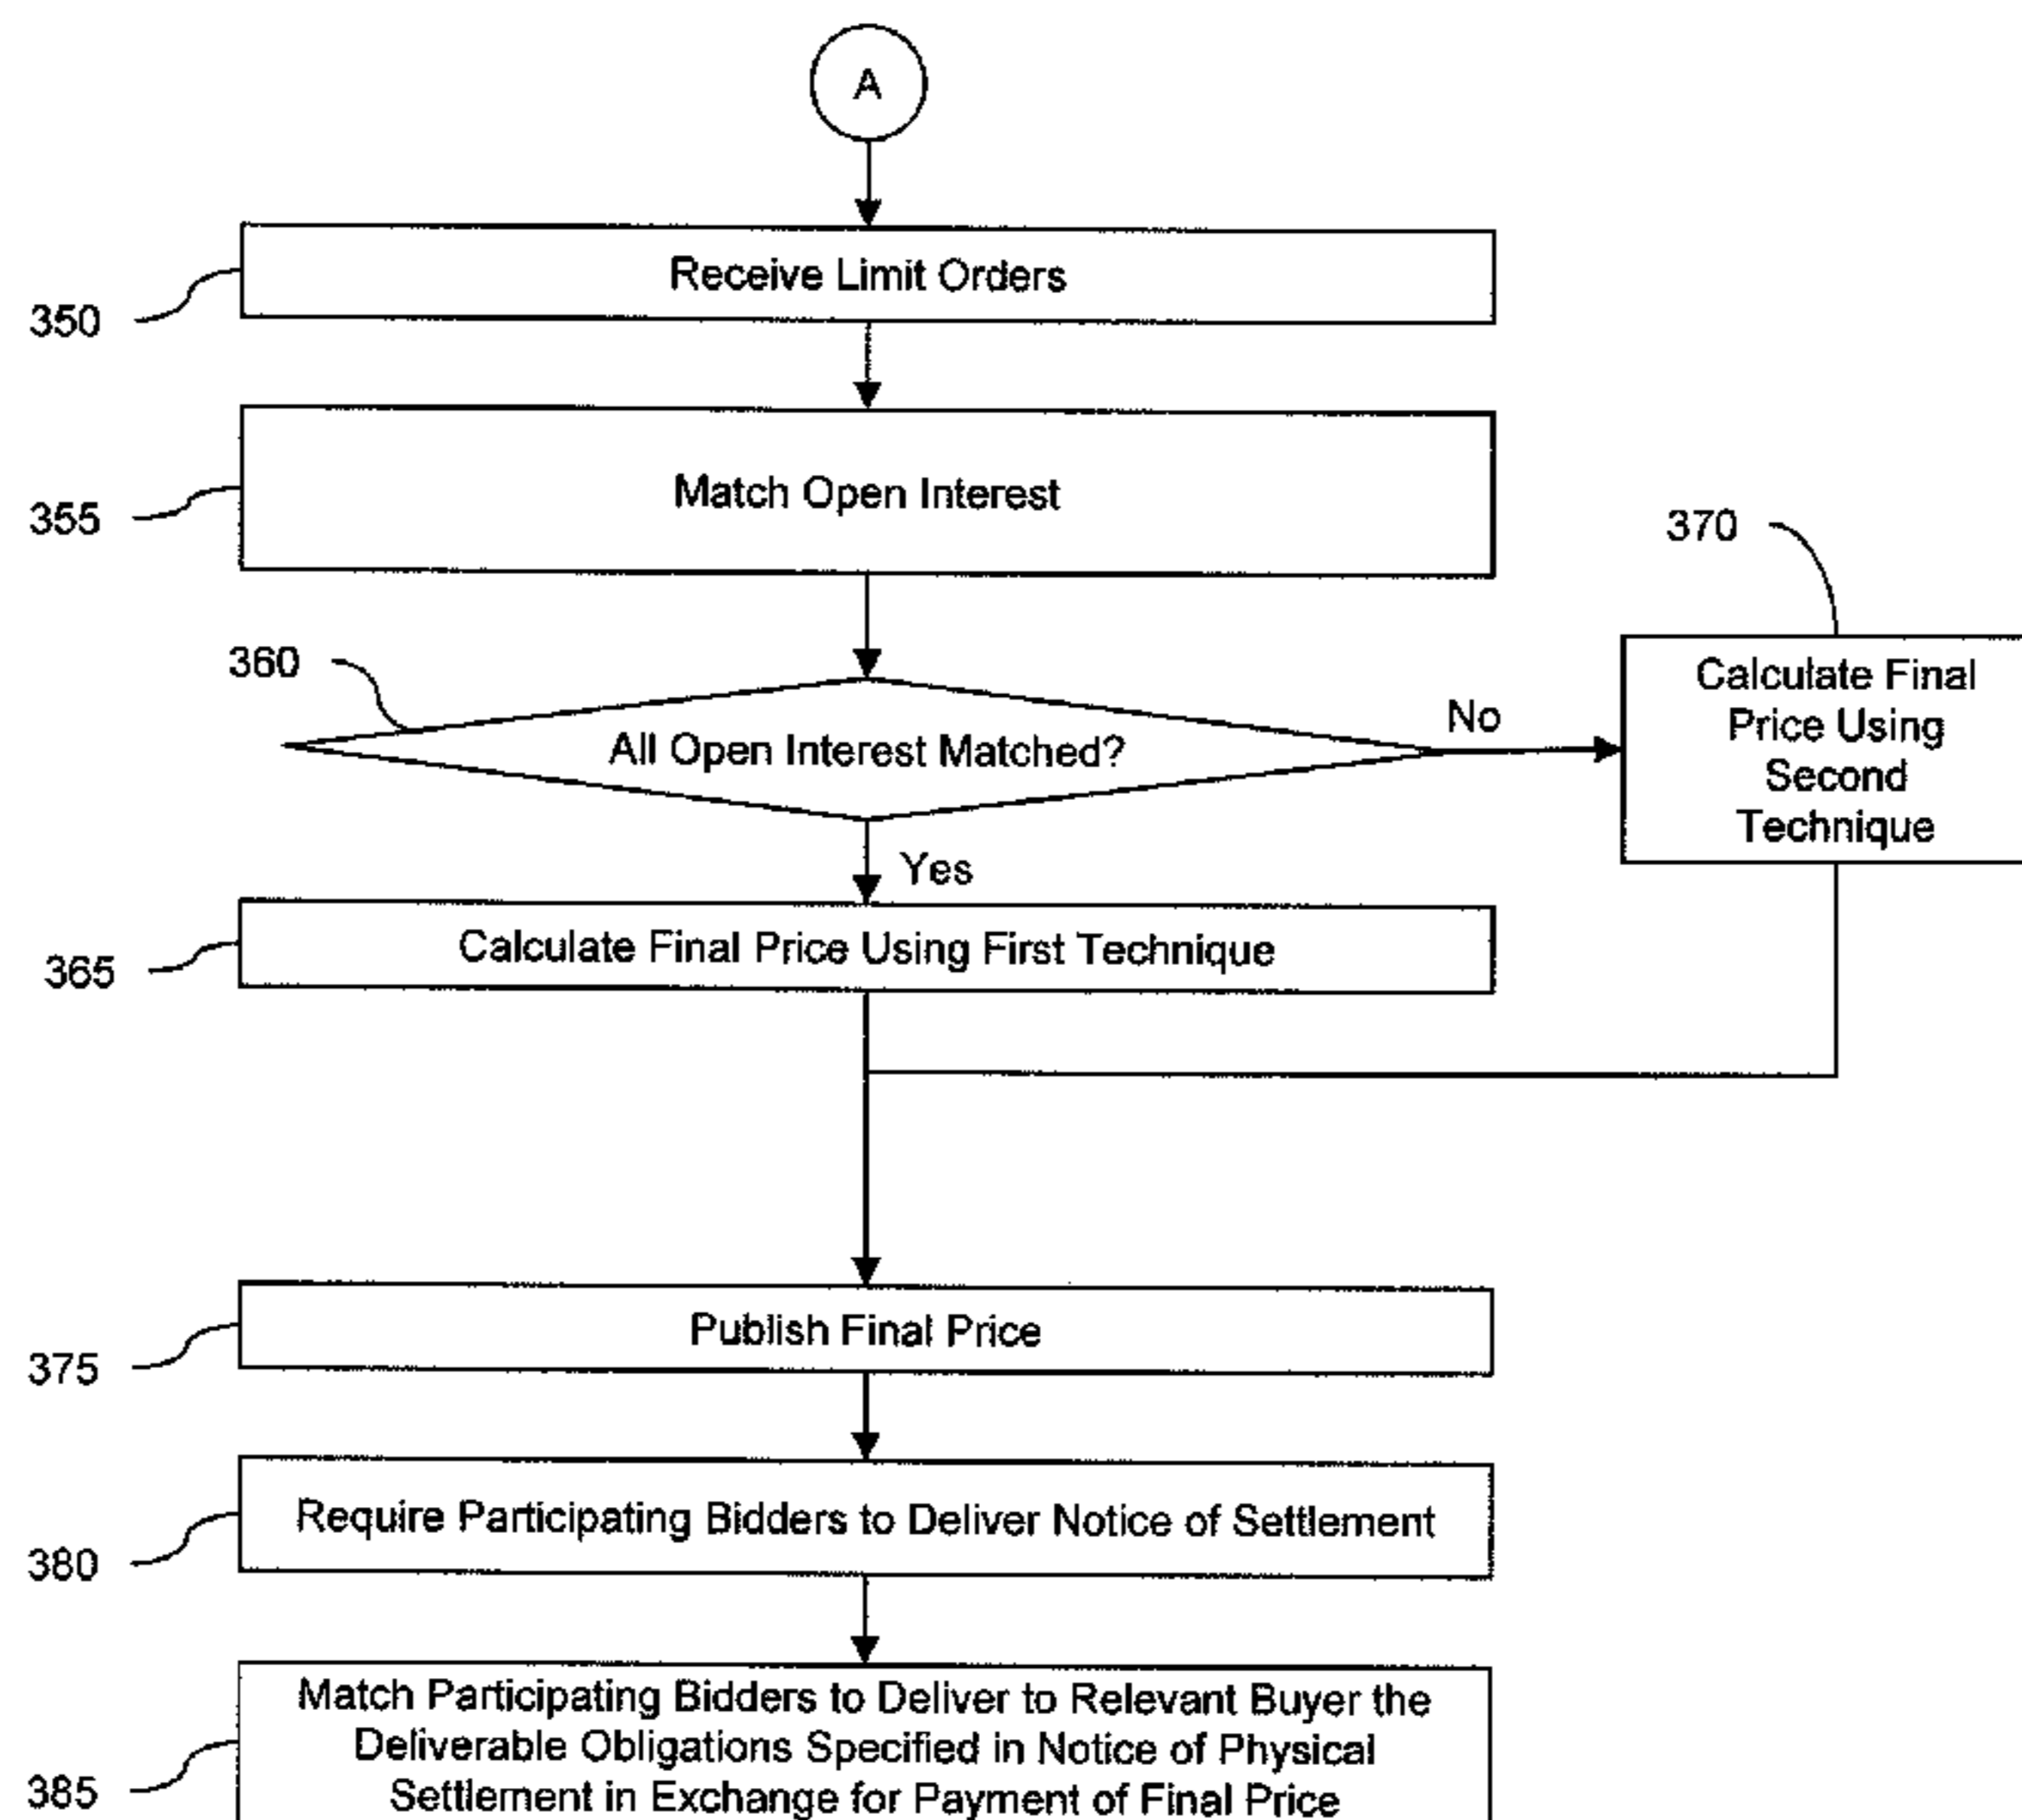 A
Receive Limit Orders
350
Match Open Interest
355
370
Calculate Final
Price Using
Second
Technique
360
All Open Interest Matched?
No
Yes
Calculate Final Price Using First Technique
365
Publish Final Price
375
Require Participating Bidders to Deliver Notice of Settlement
380
Match Participating Bidders to Deliver to Relevant Buyer the
Deliverable Obligations Specified in Notice of Physical
Settlement in Exchange for Payment of Final Price
385